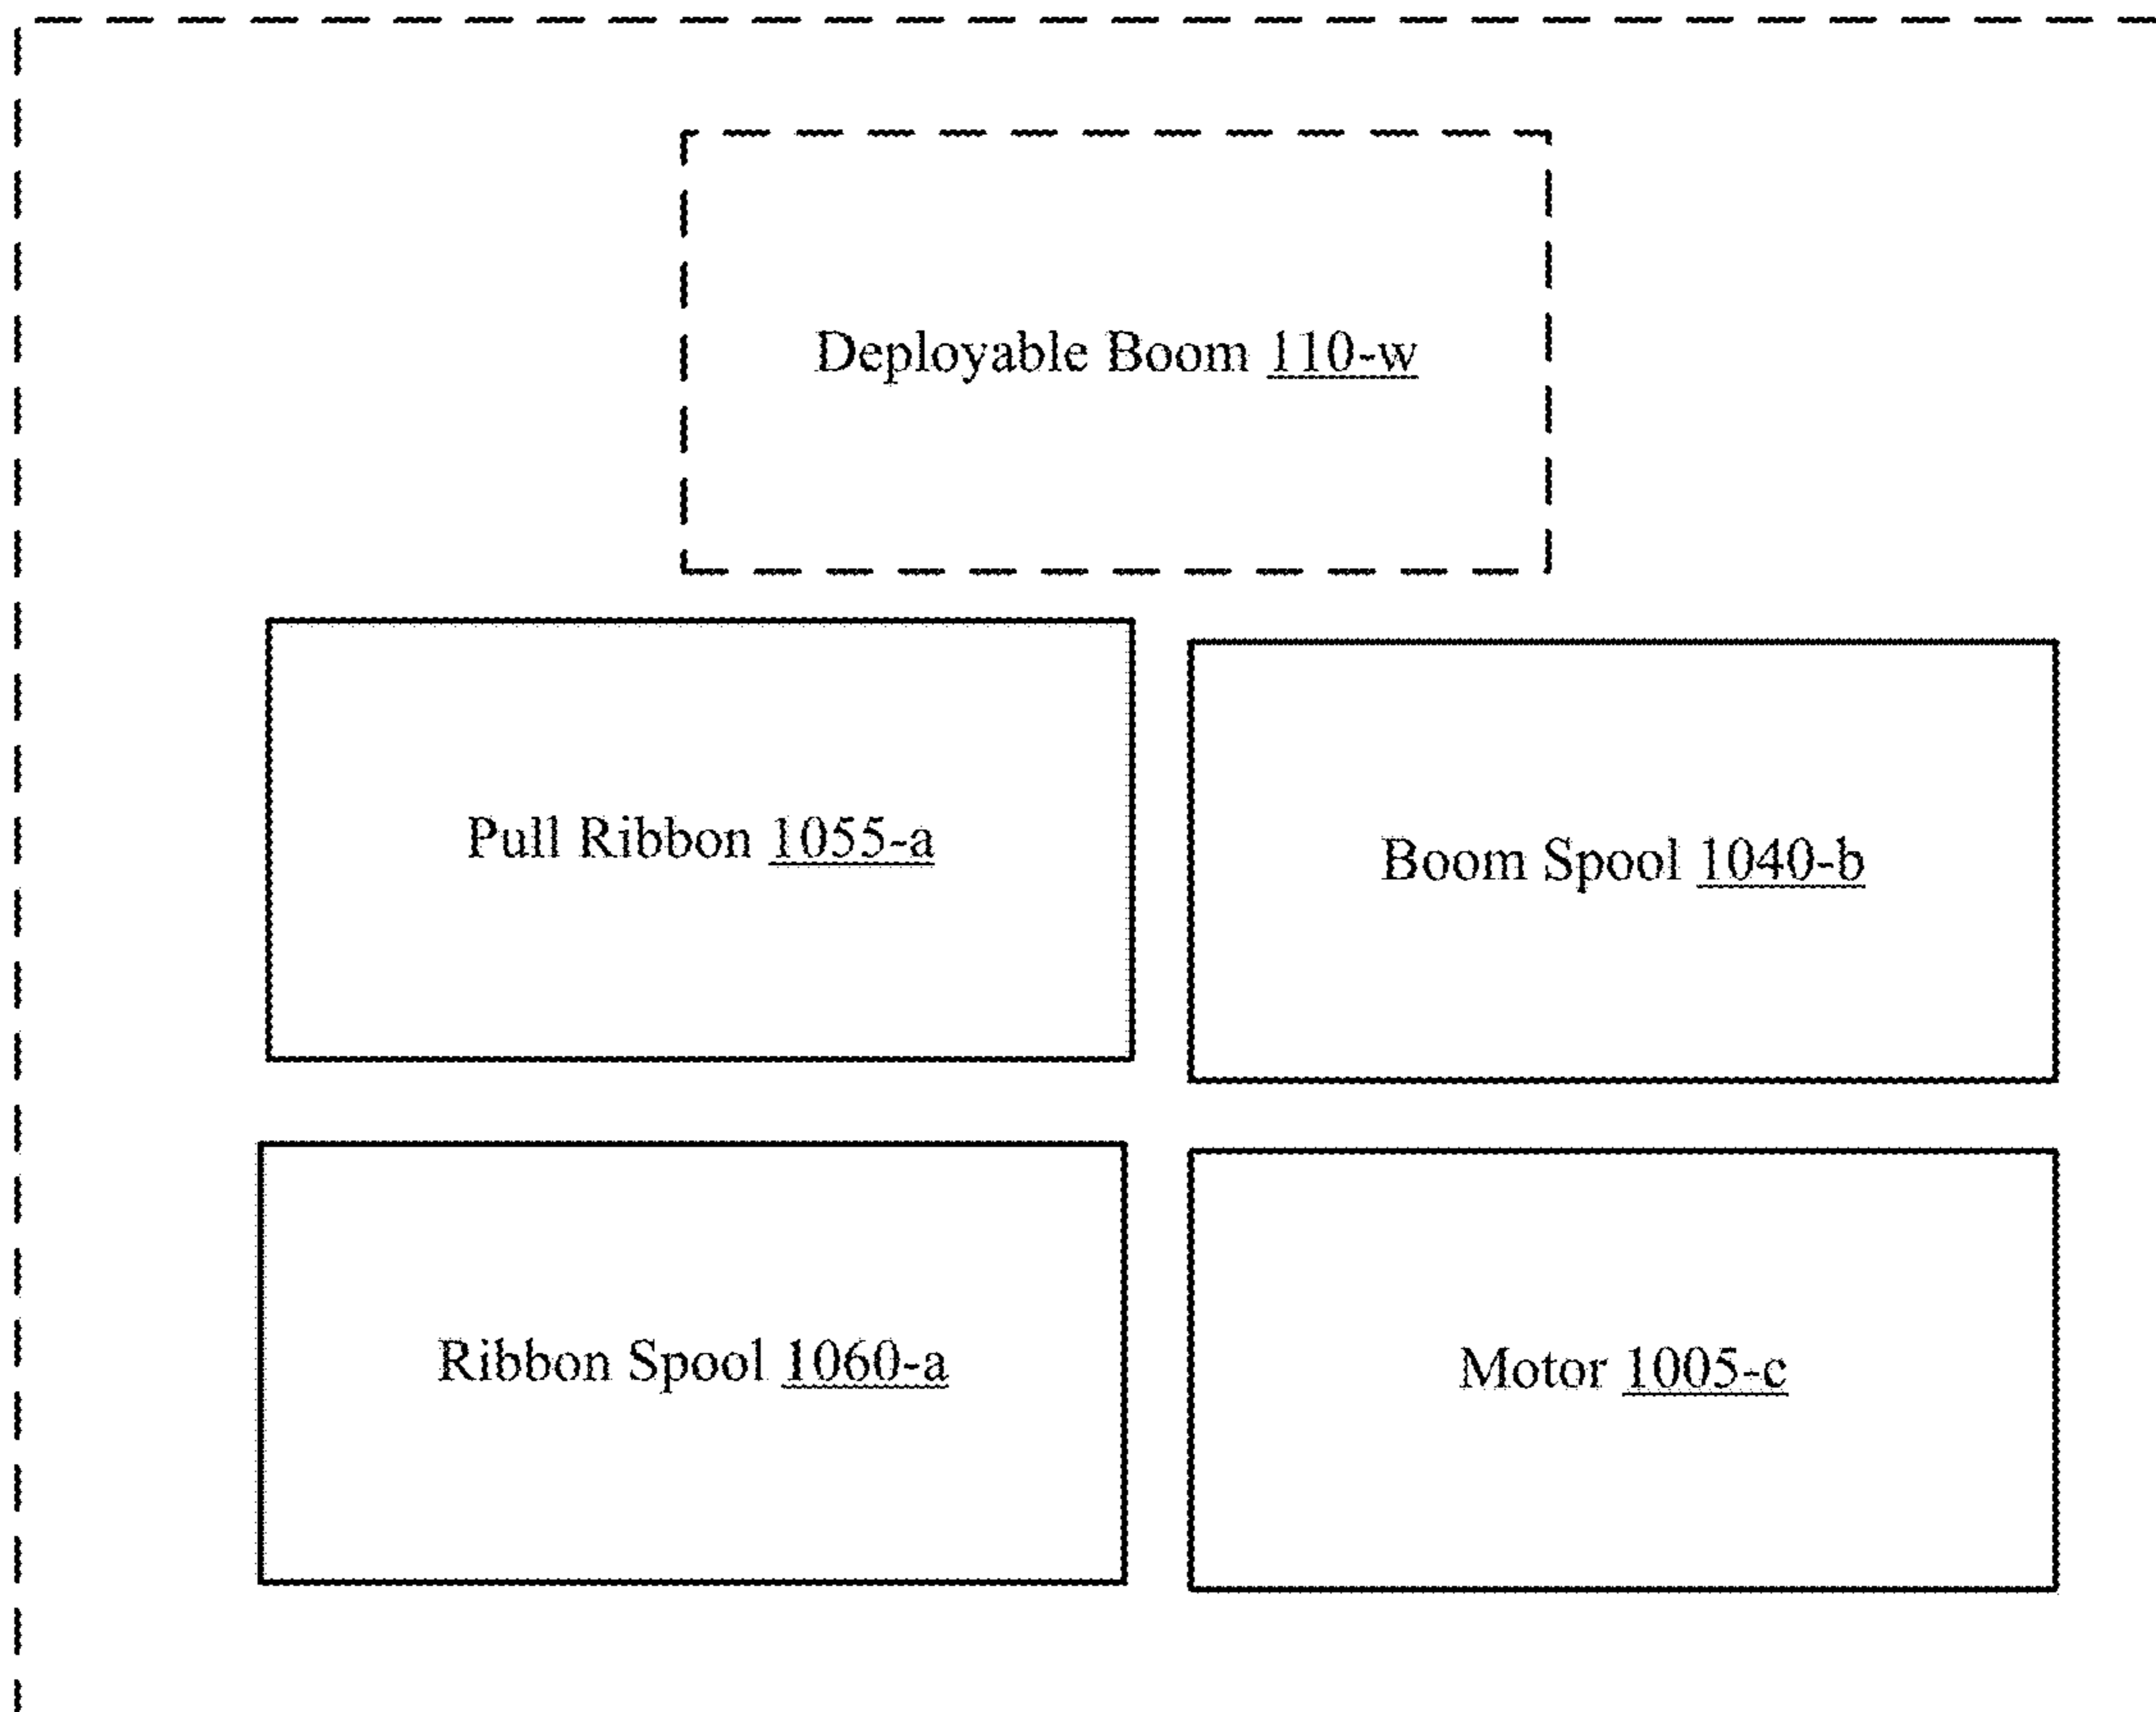 Deployable Boom 110-w
Pull Ribbon 1055-a
Boom Spool 1040-b
Ribbon Spool 1060-a
Motor 1005-c